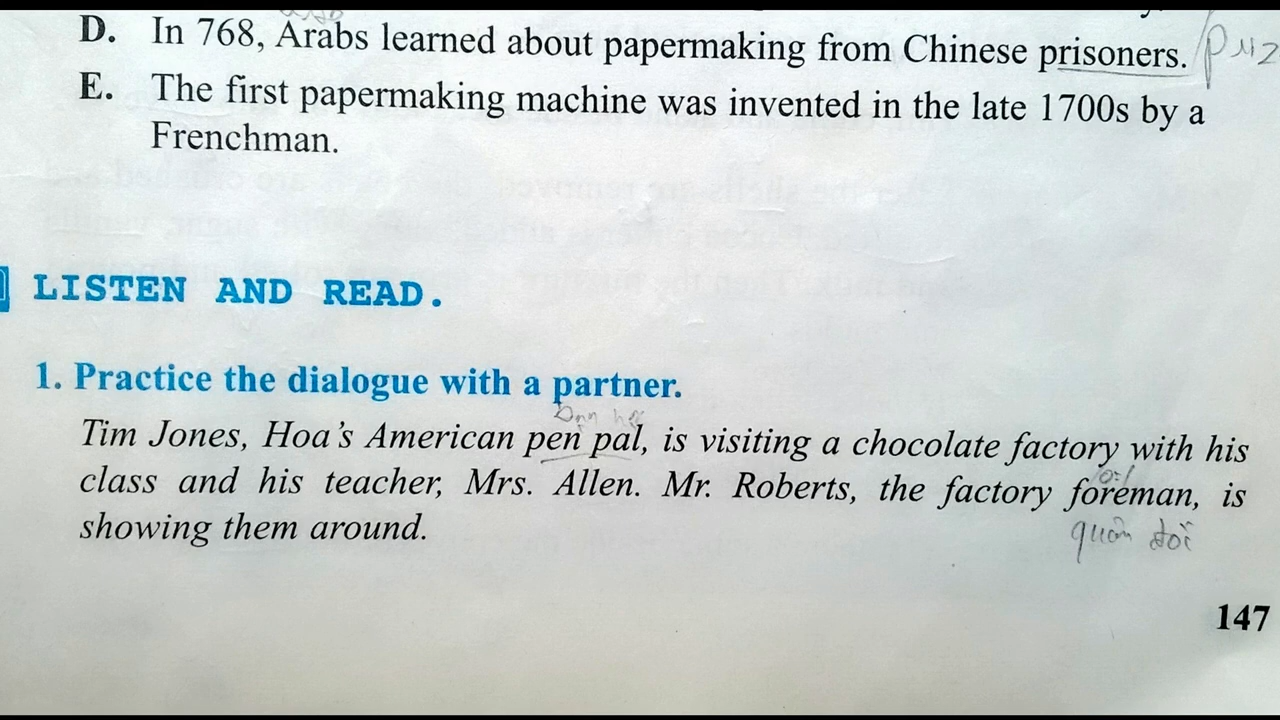 D. In 768, Arabs learned about papermaking from Chinese prisoners.
E. The first papermaking machine was invented in the late 1700s by a
Frenchman.
LISTEN AND READ.
1. Practice the dialogue with a partner.
Tim Jones, Hoa's American pen pal, is visiting a chocolate factory with his
class and his teacher, Mrs. Allen. Mr. Roberts, the factory foreman, is
showing them around.
quản đốc
147